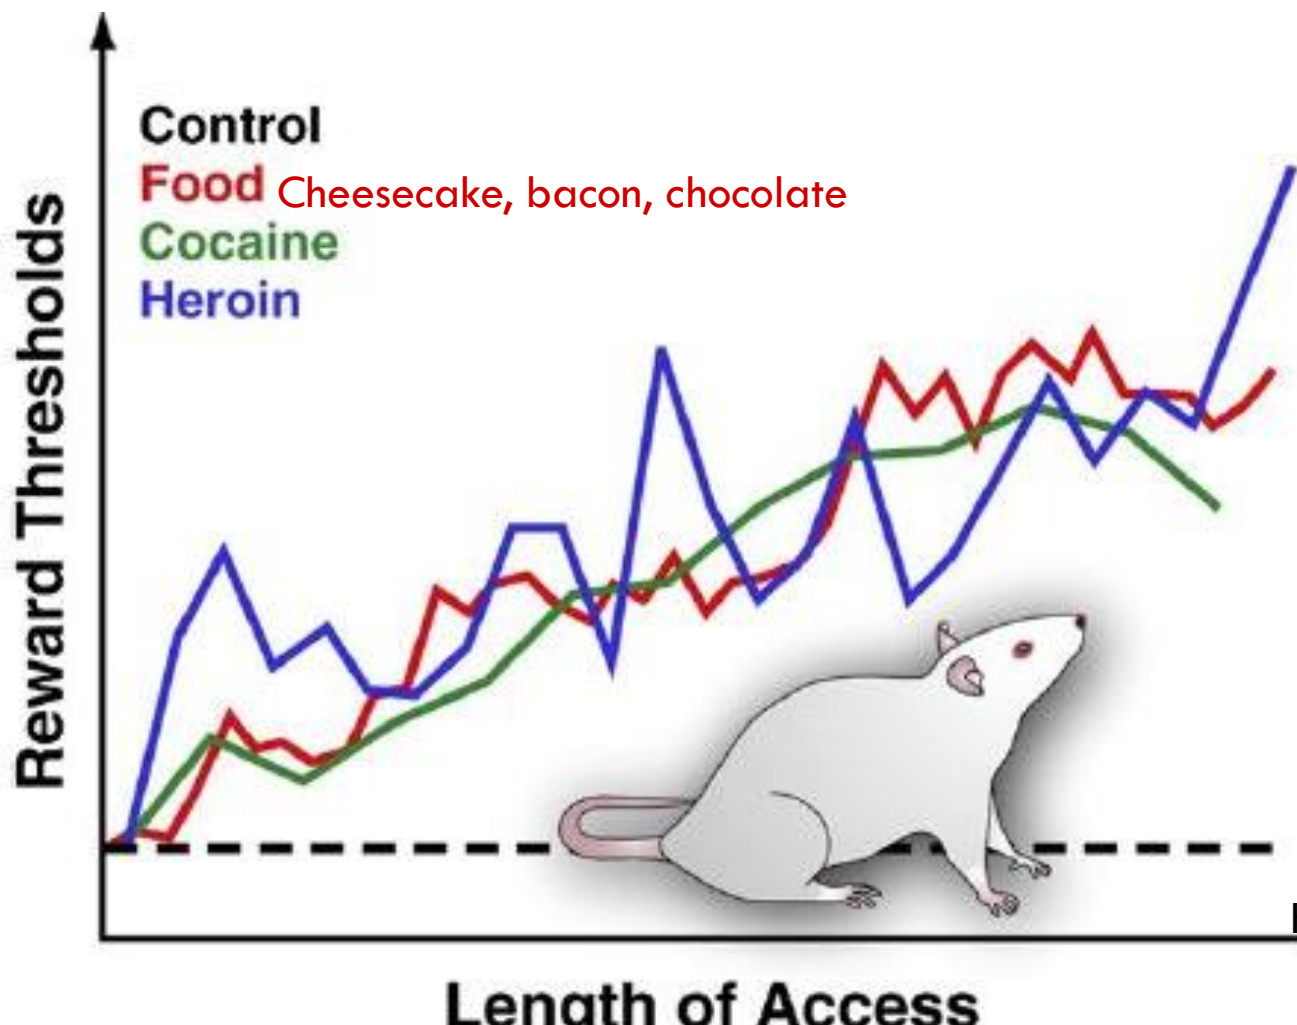 Control
Food Cheesecake, bacon, chocolate
Cocaine
Heroin
Reward Thresholds
Length of Access